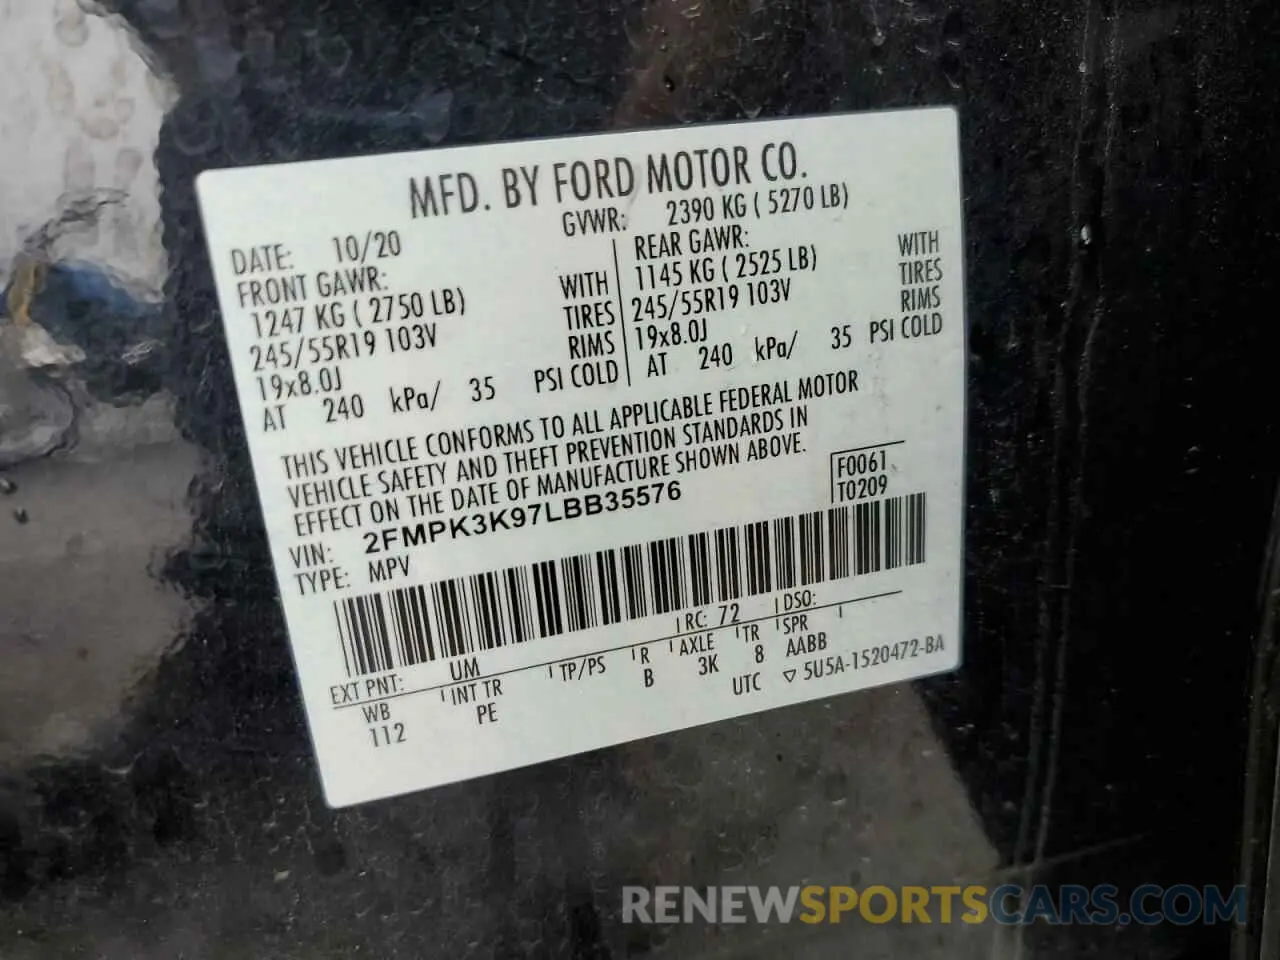 MFD. BY FORD MOTOR CO.
DATE: 10/20
GVWR: 2390 KG ( 5270 LB)
FRONT GAWR:
1247 KG ( 2750 LB) WITH
245/55R19 103V TIRES
19x8.0J RIMS
AT 240 kPa/ 35 PSI COLD
REAR GAWR: WITH
1145 KG ( 2525 LB) TIRES
245/55R19 103V RIMS
19x8.0J
AT 240 kPa/ 35 PSI COLD
THIS VEHICLE CONFORMS TO ALL APPLICABLE FEDERAL MOTOR
VEHICLE SAFETY AND THEFT PREVENTION STANDARDS IN
EFFECT ON THE DATE OF MANUFACTURE SHOWN ABOVE.
F0061
T0209
VIN: 2FMPK3K97LBB35576
TYPE: MPV
EXT PNT: UM RC: 72 DSO:
WB INT TR TP/PS R AXLE TR SPR
112 PE B 3K 8 AABB
UTC ▽ 5U5A-1520472-BA
RENEWSPORTSCARS.COM